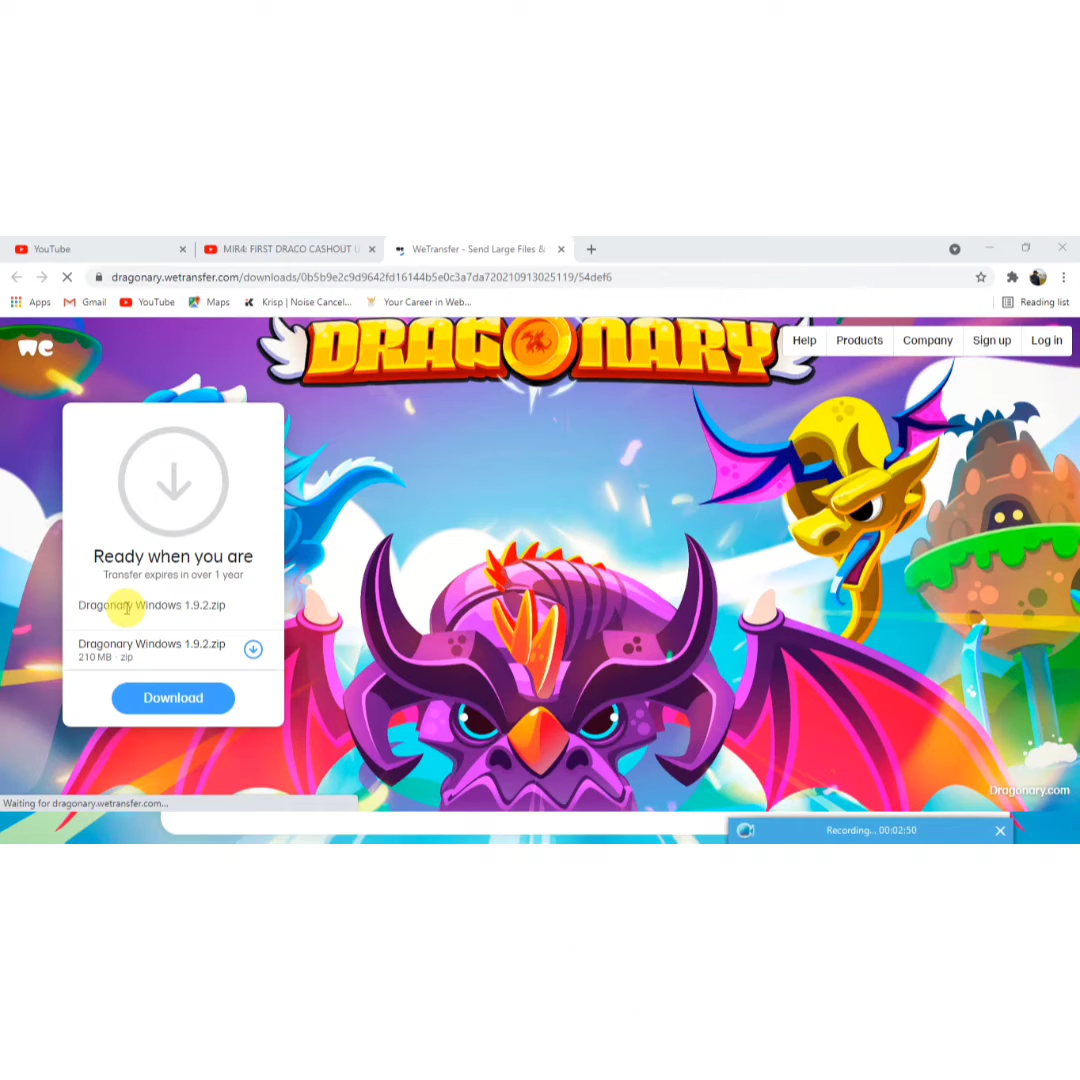 YouTube
MIR4: FIRST DRACO CASHOUT U
WeTransfer - Send Large Files &
dragonary.wetransfer.com/downloads/0b5b9e2c9d9642fd16144b5e0c3a7da720210913025119/54def6
Apps
Gmail
YouTube
Maps
Krisp | Noise Cancel...
Your Career in Web...
Reading list
we
DRAGONARY
Help
Products
Company
Sign up
Log in
Ready when you are
Transfer expires in over 1 year
Dragonary Windows 1.9.2.zip
Dragonary Windows 1.9.2.zip
210 MB · zip
Download
Dragonary.com
Waiting for dragonary.wetransfer.com...
Recording... 00:02:50